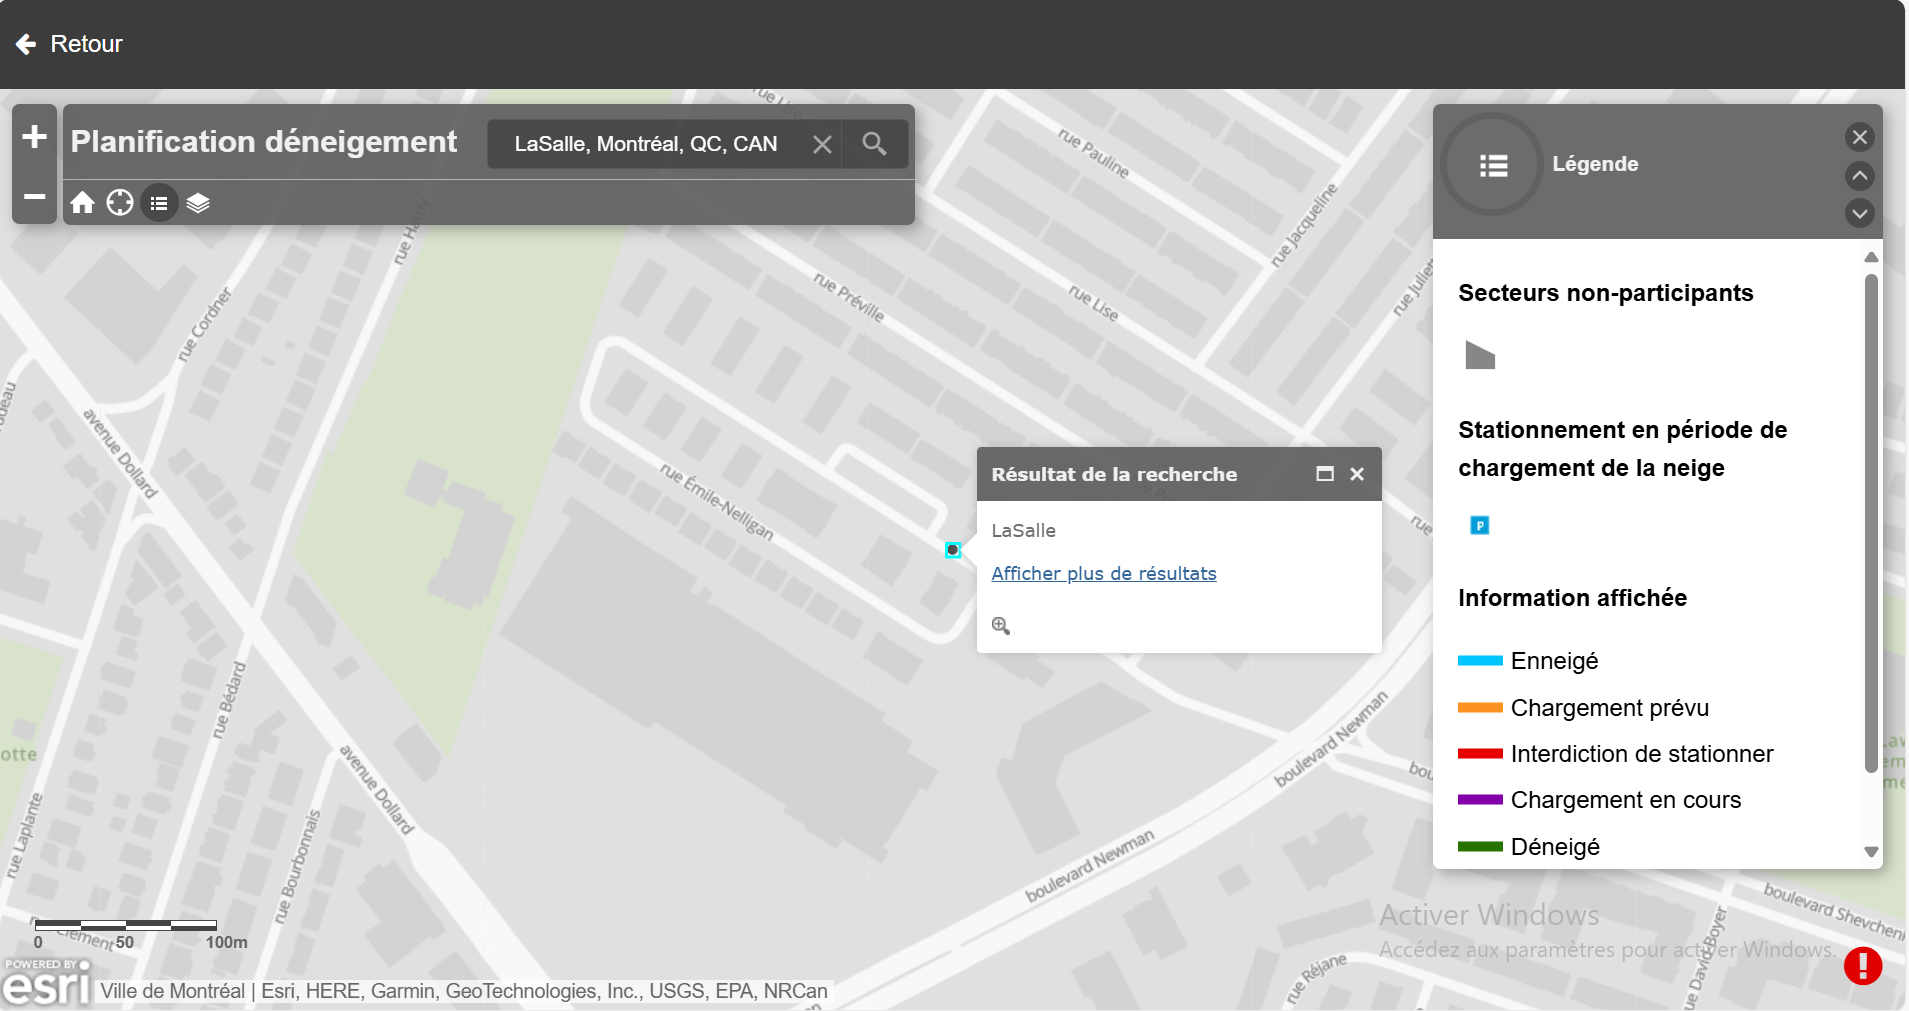 Retour
Planification déneigement
LaSalle, Montréal, QC, CAN
Légende
Secteurs non-participants
Stationnement en période de
chargement de la neige
P
Information affichée
Enneigé
Chargement prévu
Interdiction de stationner
Chargement en cours
Déneigé
Résultat de la recherche
LaSalle
Afficher plus de résultats
rue Pauline
rue Jacqueline
rue Hardy
rue Cordner
rue Préville
rue Lise
avenue Dollard
rue Émile-Nelligan
rue
rue Bédard
avenue Dollard
boulevard Newman
otte
rue Laplante
rue Bourbonnais
boulevard Newman
boulevard Shevchen
rue Réjane
Activer Windows
Accédez aux paramètres pour activer Windows.
0 50 100m
POWERED BY
esri
Ville de Montréal | Esri, HERE, Garmin, GeoTechnologies, Inc., USGS, EPA, NRCan